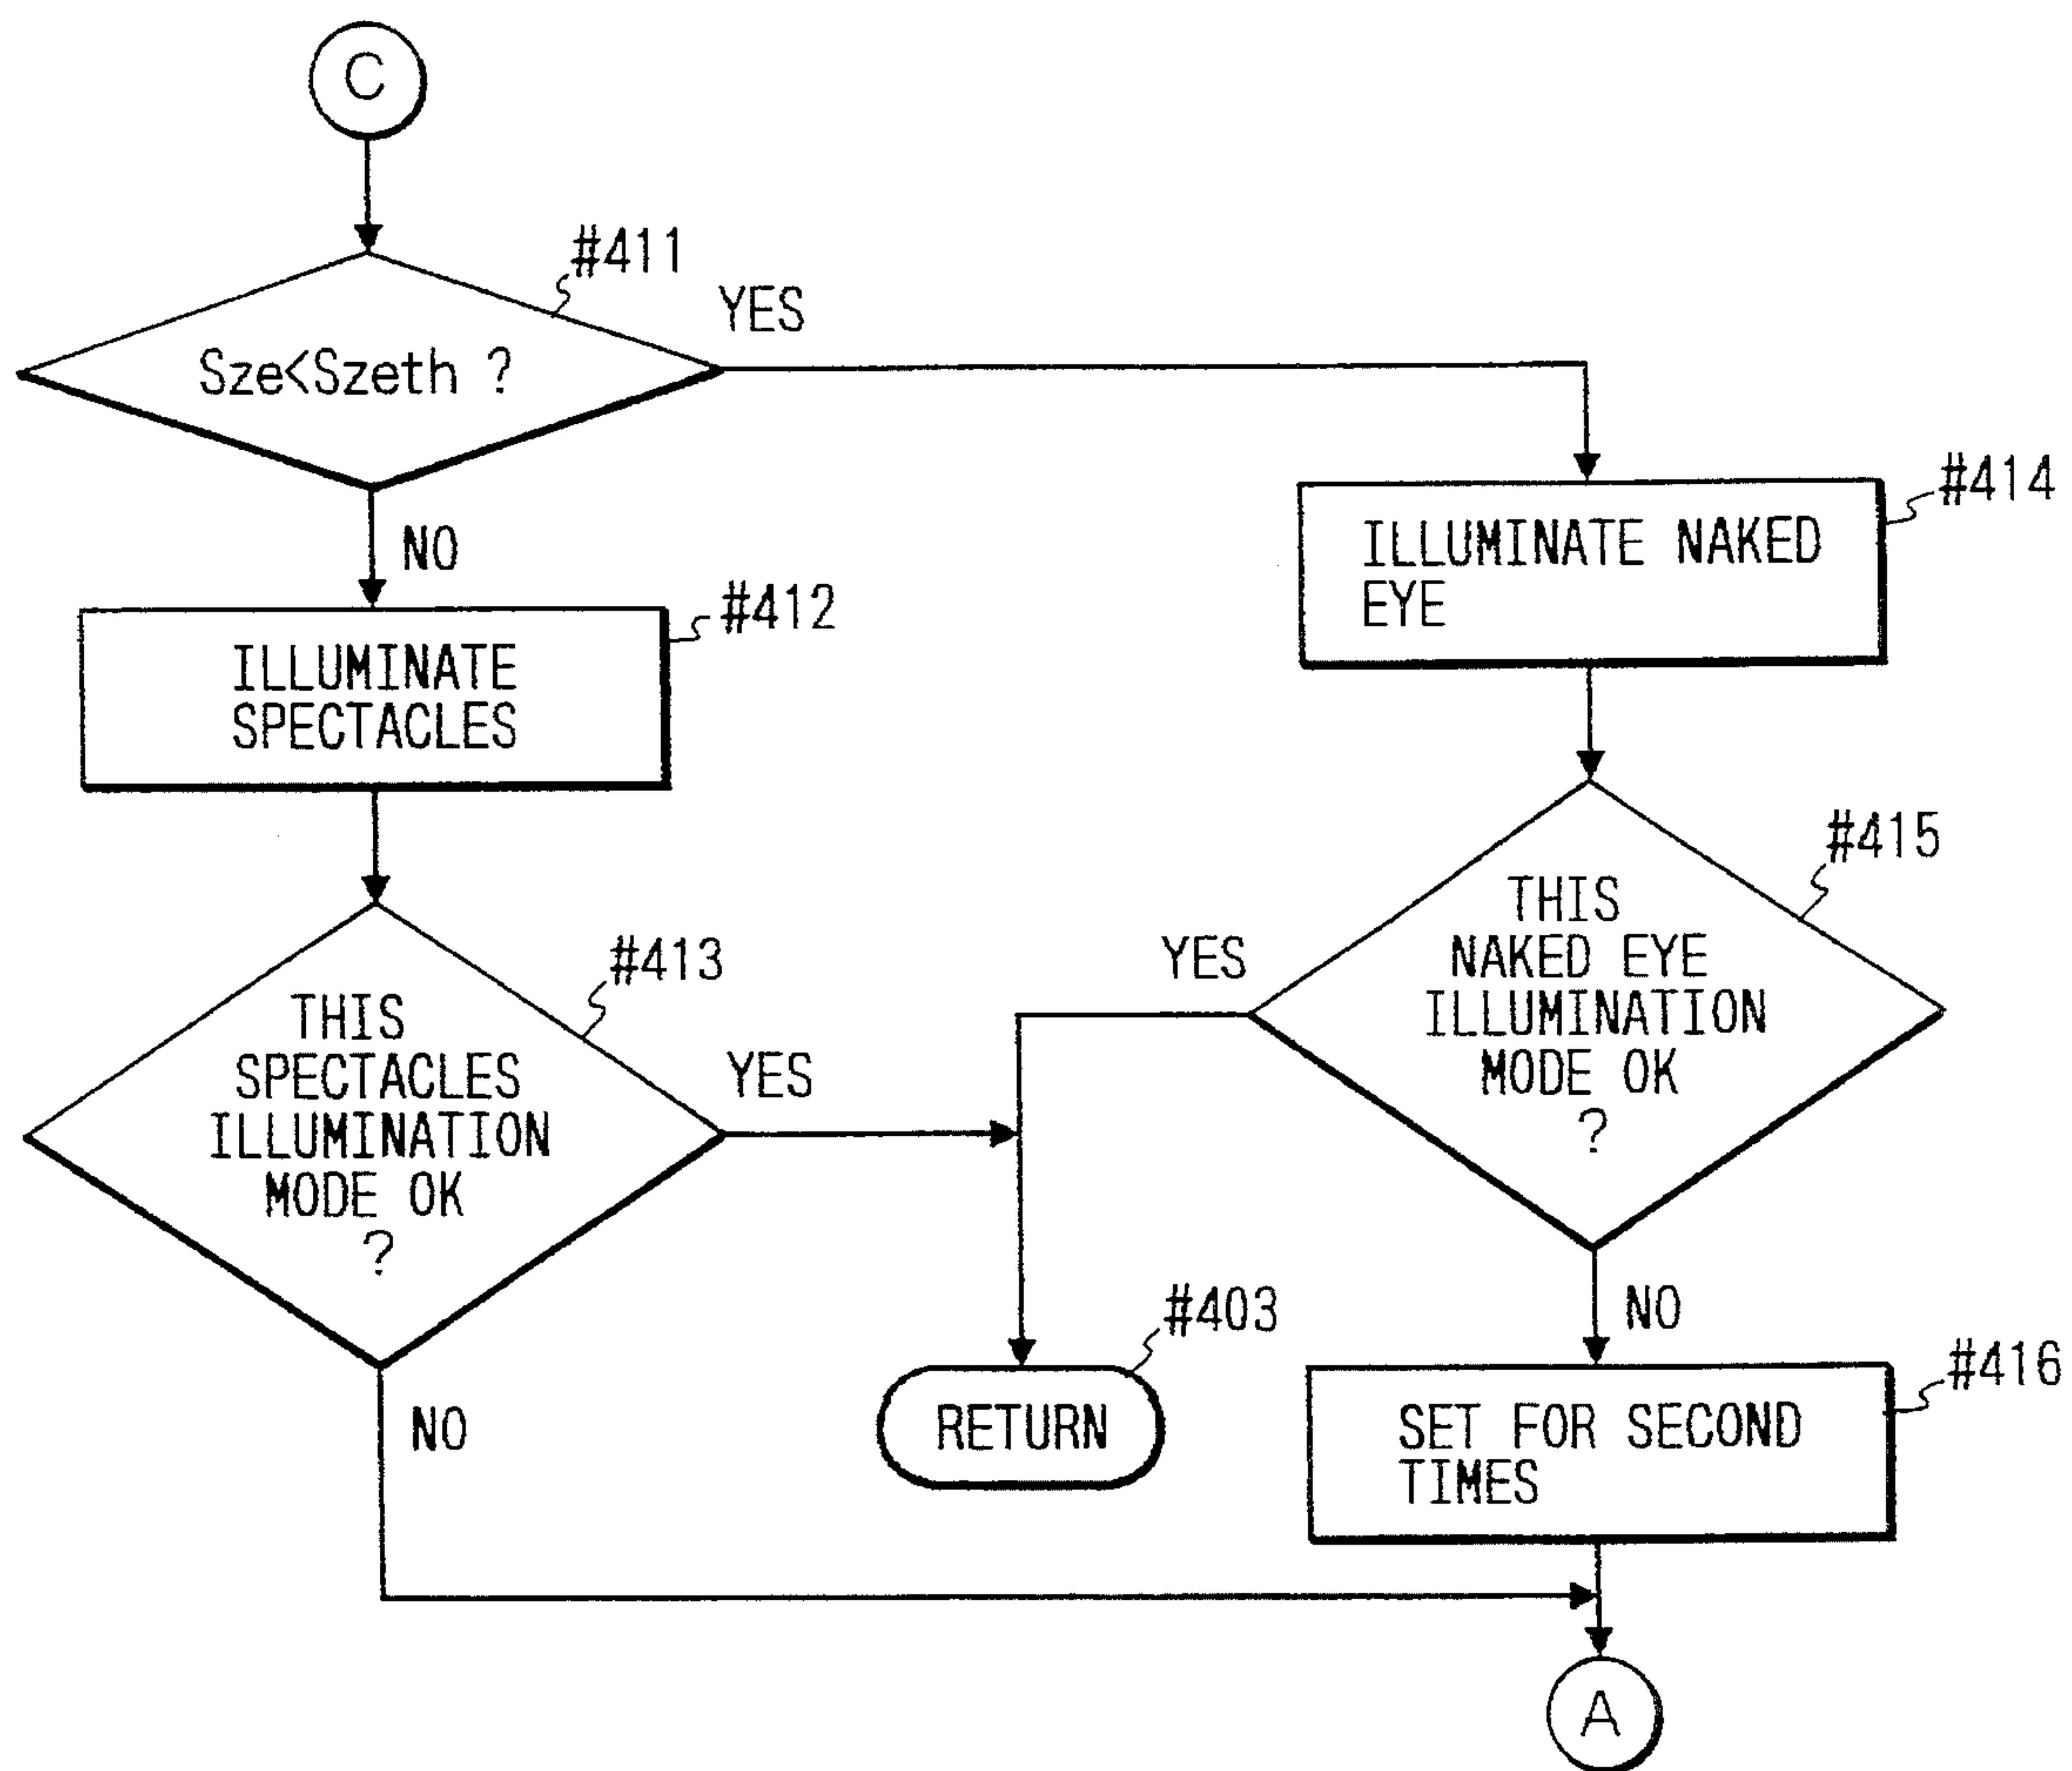 C
#411
YES
Sze<Szeth ?
NO
#412
ILLUMINATE
SPECTACLES
#413
THIS
SPECTACLES
ILLUMINATION
MODE OK
?
YES
NO
#414
ILLUMINATE NAKED
EYE
#415
THIS
NAKED EYE
ILLUMINATION
MODE OK
?
YES
NO
#403
RETURN
#416
SET FOR SECOND
TIMES
A